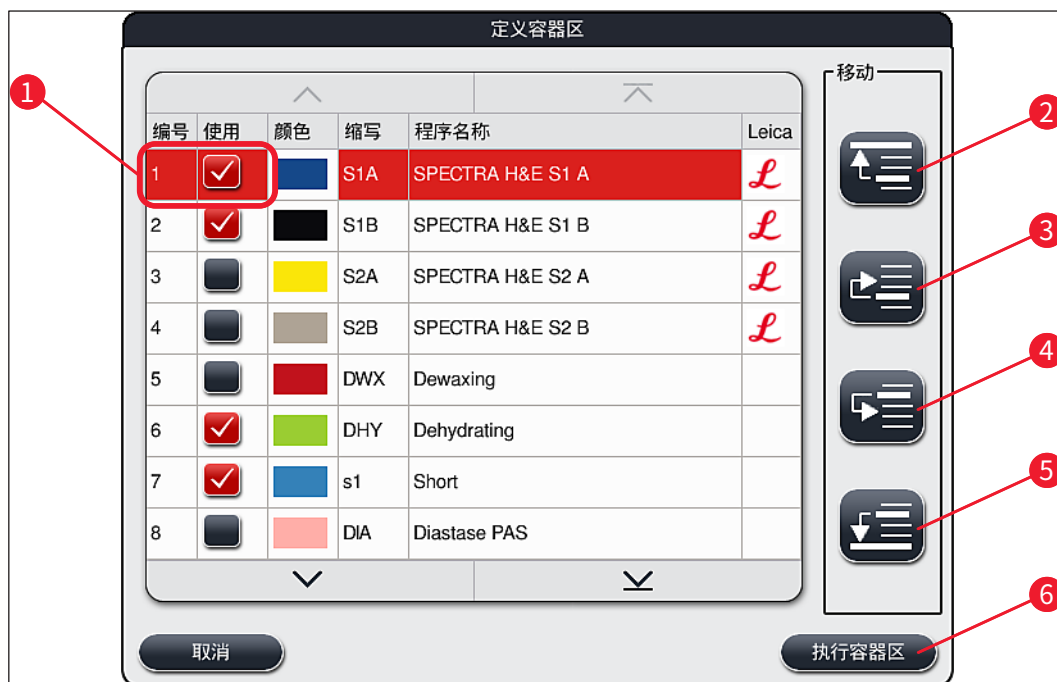 定义容器区
移动
1
2
3
4
5
6
编号 使用 颜色 缩写 程序名称 Leica
1 S1A SPECTRA H&E S1 A L
2 S1B SPECTRA H&E S1 B L
3 S2A SPECTRA H&E S2 A L
4 S2B SPECTRA H&E S2 B L
5 DWX Dewaxing
6 DHY Dehydrating
7 s1 Short
8 DIA Diastase PAS
取消
执行容器区